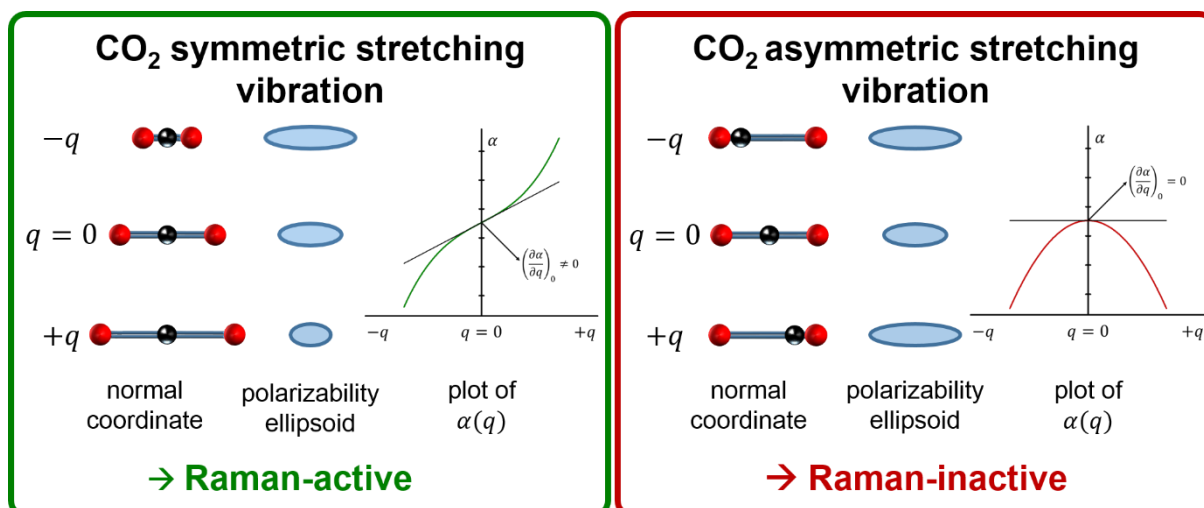 CO₂ symmetric stretching
vibration
−q
q = 0
+q
α
(∂α/∂q)₀ ≠ 0
−q q = 0 +q
normal
coordinate
polarizability
ellipsoid
plot of
α(q)
→ Raman-active
CO₂ asymmetric stretching
vibration
−q
q = 0
+q
α
(∂α/∂q)₀ = 0
−q q = 0 +q
normal
coordinate
polarizability
ellipsoid
plot of
α(q)
→ Raman-inactive